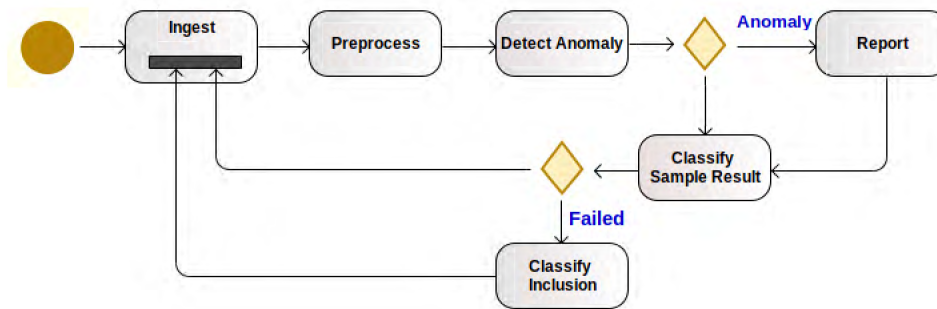 Ingest
Preprocess
Detect Anomaly
Anomaly
Report
Classify
Sample Result
Failed
Classify
Inclusion